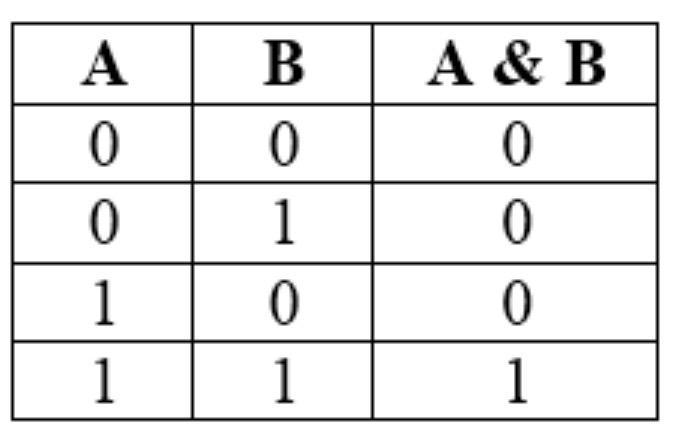 A B A & B
0 0 0
0 1 0
1 0 0
1 1 1